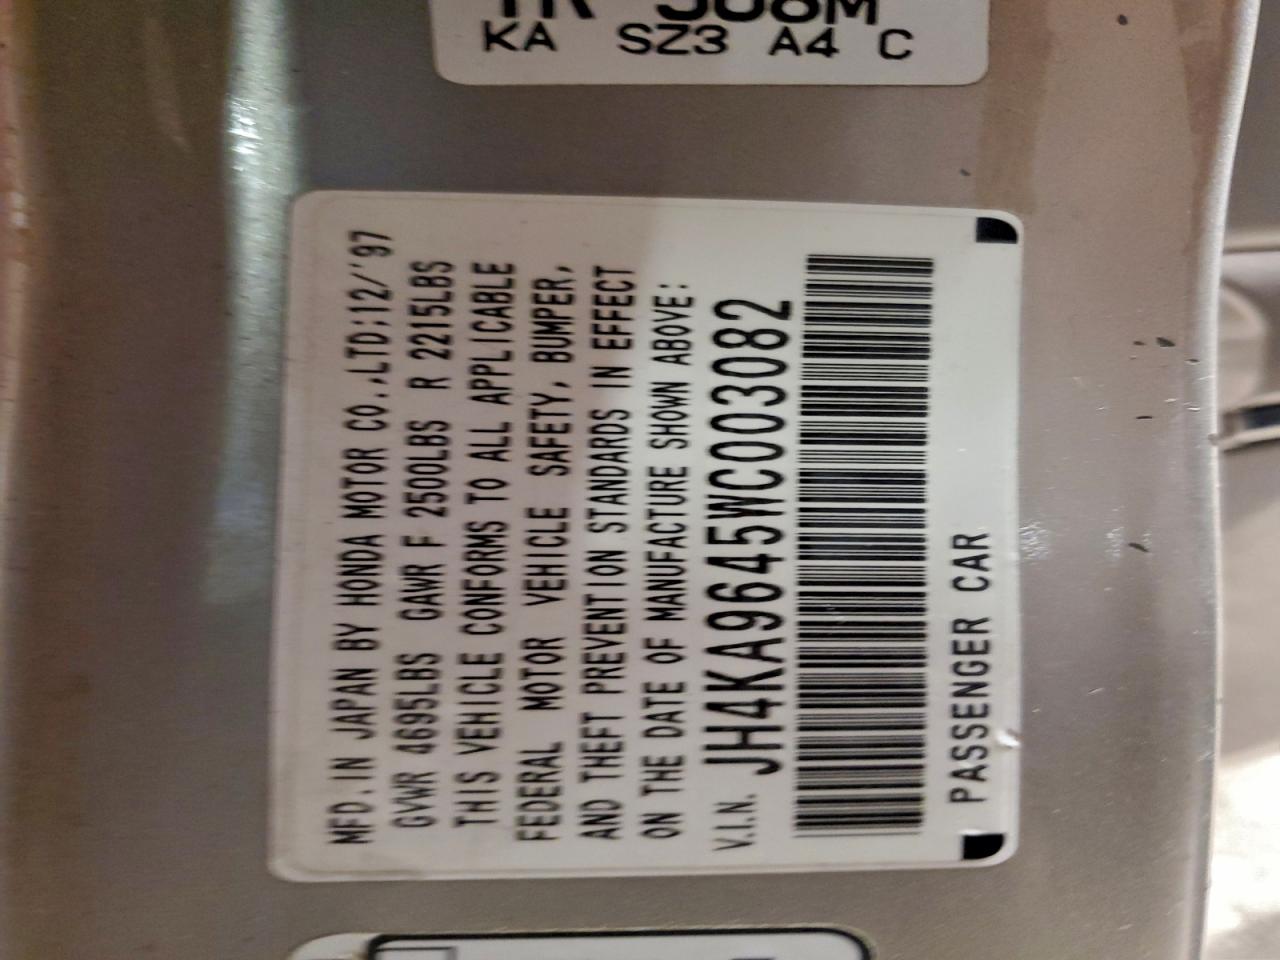 KA SZ3 A4 C
MFD.IN JAPAN BY HONDA MOTOR CO.,LTD;12/'97
GVWR 4695LBS GAWR F 2500LBS R 2215LBS
THIS VEHICLE CONFORMS TO ALL APPLICABLE
FEDERAL MOTOR VEHICLE SAFETY, BUMPER,
AND THEFT PREVENTION STANDARDS IN EFFECT
ON THE DATE OF MANUFACTURE SHOWN ABOVE:
V.I.N. JH4KA9645WC003082
PASSENGER CAR